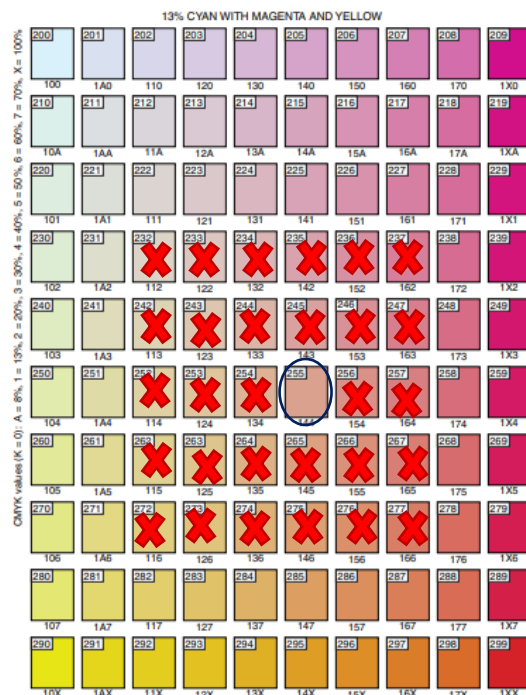 13% CYAN WITH MAGENTA AND YELLOW
CMYK values (K = 0): A = 8%, 1 = 13%, 2 = 20%, 3 = 30%, 4 = 40%, 5 = 50%, 6 = 60%, 7 = 70%, X = 100%
200 201 202 203 204 205 206 207 208 209
100 1A0 110 120 130 140 150 160 170 1X0
210 211 212 213 214 215 216 217 218 219
10A 1AA 11A 12A 13A 14A 15A 16A 17A 1XA
220 221 222 223 224 225 226 227 228 229
101 1A1 111 121 131 141 151 161 171 1X1
230 231 232 233 234 235 236 237 238 239
102 1A2 112 122 132 142 152 162 172 1X2
240 241 242 243 244 245 246 247 248 249
103 1A3 113 123 133 143 153 163 173 1X3
250 251 252 253 254 255 256 257 258 259
104 1A4 114 124 134 144 154 164 174 1X4
260 261 262 263 264 265 266 267 268 269
105 1A5 115 125 135 145 155 165 175 1X5
270 271 272 273 274 275 276 277 278 279
106 1A6 116 126 136 146 156 166 176 1X6
280 281 282 283 284 285 286 287 288 289
107 1A7 117 127 137 147 157 167 177 1X7
290 291 292 293 294 295 296 297 298 299
10X 1AX 11X 12X 13X 14X 15X 16X 17X 1XX